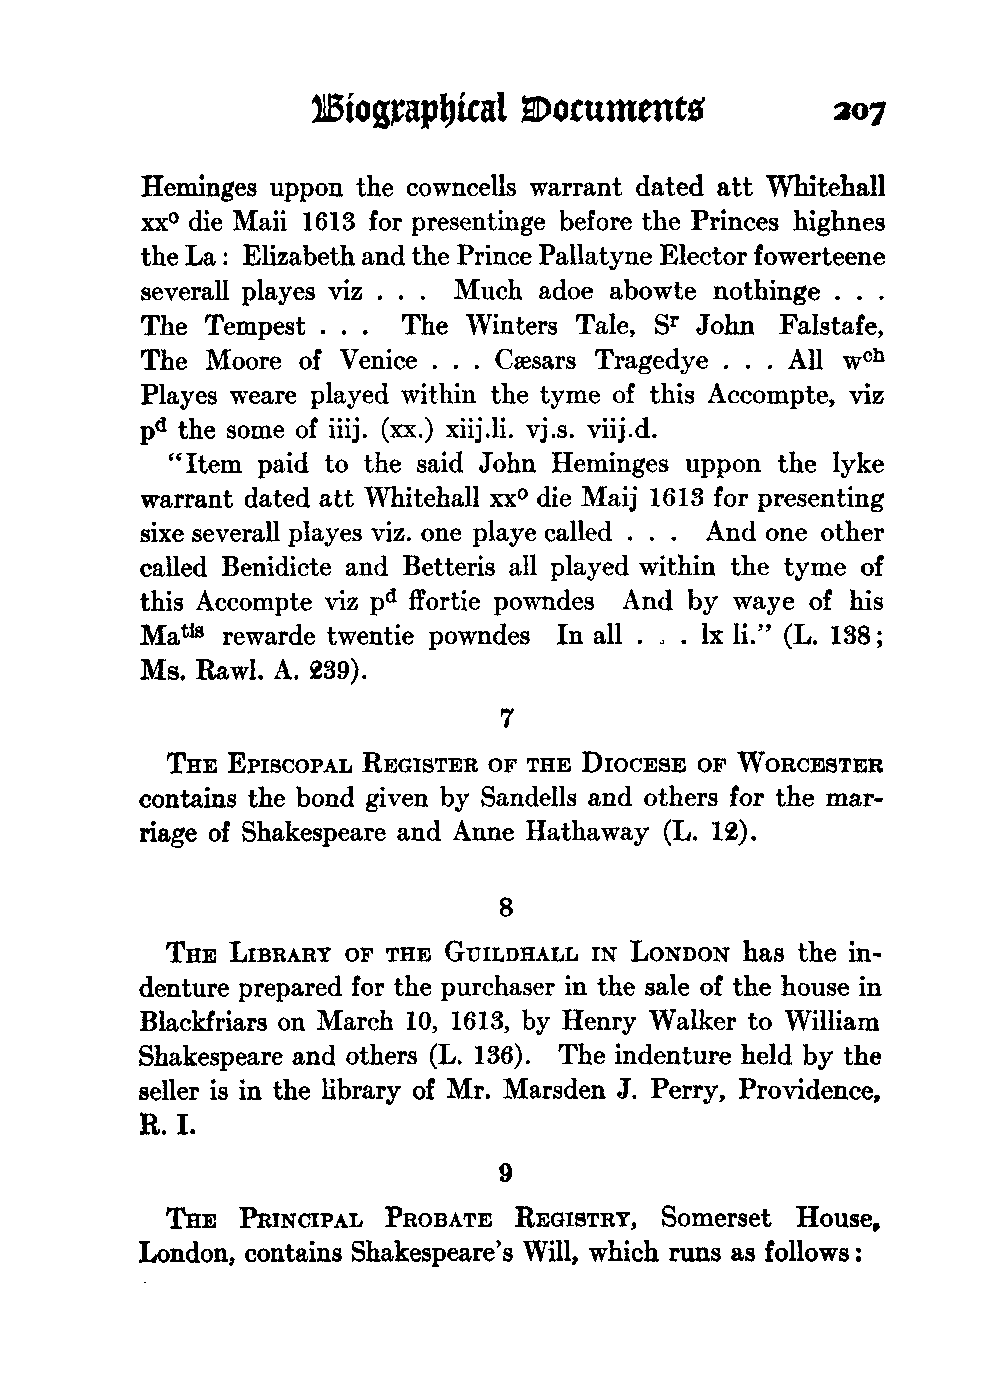 Biographical Documents 207
Heminges uppon the cowncells warrant dated att Whitehall
xxº die Maii 1613 for presentinge before the Princes highnes
the La : Elizabeth and the Prince Pallatyne Elector fowerteene
severall playes viz . . . Much adoe abowte nothinge . . .
The Tempest . . . The Winters Tale, Sʳ John Falstafe,
The Moore of Venice . . . Cæsars Tragedye . . . All wᶜʰ
Playes weare played within the tyme of this Accompte, viz
pᵈ the some of iiij. (xx.) xiij.li. vj.s. viij.d.
“Item paid to the said John Heminges uppon the lyke
warrant dated att Whitehall xxº die Maij 1613 for presenting
sixe severall playes viz. one playe called . . . And one other
called Benidicte and Betteris all played within the tyme of
this Accompte viz pᵈ ffortie powndes And by waye of his
Maᵗⁱˢ rewarde twentie powndes In all . . . lx li.” (L. 138;
Ms. Rawl. A. 239).
7
THE EPISCOPAL REGISTER OF THE DIOCESE OF WORCESTER
contains the bond given by Sandells and others for the mar-
riage of Shakespeare and Anne Hathaway (L. 12).
8
THE LIBRARY OF THE GUILDHALL IN LONDON has the in-
denture prepared for the purchaser in the sale of the house in
Blackfriars on March 10, 1613, by Henry Walker to William
Shakespeare and others (L. 136). The indenture held by the
seller is in the library of Mr. Marsden J. Perry, Providence,
R. I.
9
THE PRINCIPAL PROBATE REGISTRY, Somerset House,
London, contains Shakespeare's Will, which runs as follows: